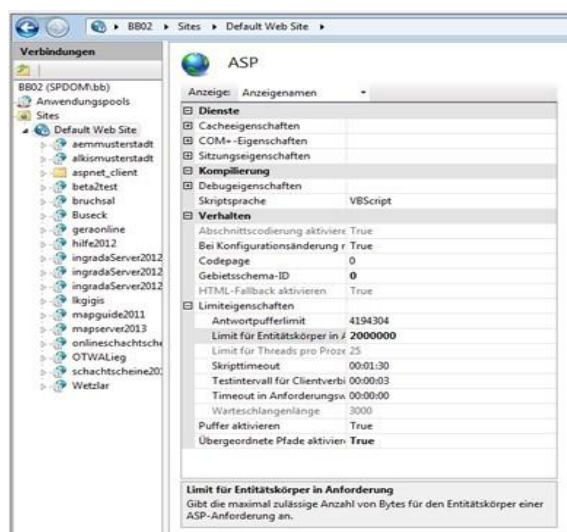 BB02 ▸ Sites ▸ Default Web Site ▸
Verbindungen
BB02 (SPDOM\bb)
Anwendungspools
Sites
Default Web Site
aemmusterstadt
alkismusterstadt
aspnet_client
beta2test
bruchsal
Buseck
geraonline
hilfe2012
ingradaServer2012
ingradaServer2012
ingradaServer2012
lkgigis
mapguide2011
mapserver2013
onlineschachtsche
OTWALieg
schachtscheine20
Wetzlar
ASP
Anzeige: Anzeigenamen
Dienste
Cacheeigenschaften
COM+-Eigenschaften
Sitzungseigenschaften
Kompilierung
Debugeigenschaften
Skriptsprache VBScript
Verhalten
Abschnittscodierung aktiviere True
Bei Konfigurationsänderung r True
Codepage 0
Gebietsschema-ID 0
HTML-Fallback aktivieren True
Limiteigenschaften
Antwortpufferlimit 4194304
Limit für Entitätskörper in A 2000000
Limit für Threads pro Proze 25
Skripttimeout 00:01:30
Testintervall für Clientverbi 00:00:03
Timeout in Anforderungsw 00:00:00
Warteschlangenlänge 3000
Puffer aktivieren True
Übergeordnete Pfade aktivier True
Limit für Entitätskörper in Anforderung
Gibt die maximal zulässige Anzahl von Bytes für den Entitätskörper einer
ASP-Anforderung an.